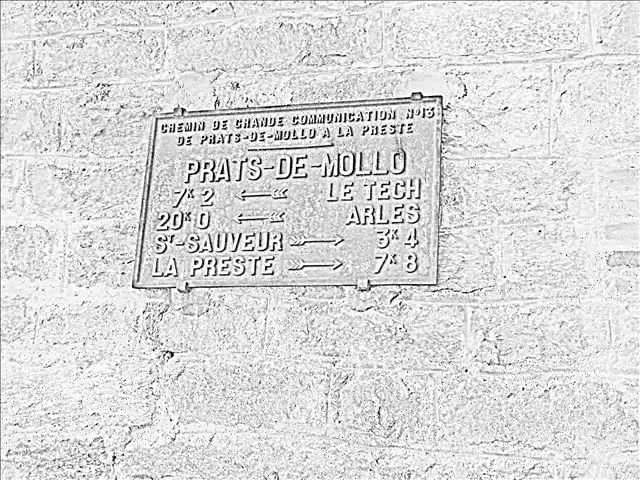 CHEMIN DE GRANDE COMMUNICATION Nº 13
DE PRATS-DE-MOLLO A LA PRESTE
PRATS-DE-MOLLO
7K 2 ← LE TECH
20K 0 ← ARLES
ST-SAUVEUR → 3K 4
LA PRESTE → 7K 8